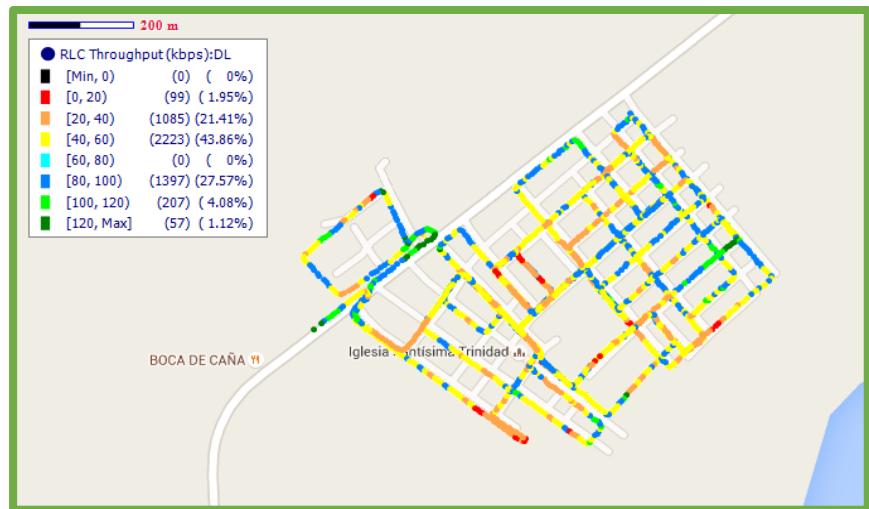 200 m
RLC Throughput (kbps):DL
[Min, 0) (0) ( 0%)
[0, 20) (99) ( 1.95%)
[20, 40) (1085) (21.41%)
[40, 60) (2223) (43.86%)
[60, 80) (0) ( 0%)
[80, 100) (1397) (27.57%)
[100, 120) (207) ( 4.08%)
[120, Max] (57) ( 1.12%)
Iglesia Trinidad
BOCA DE CAÑA